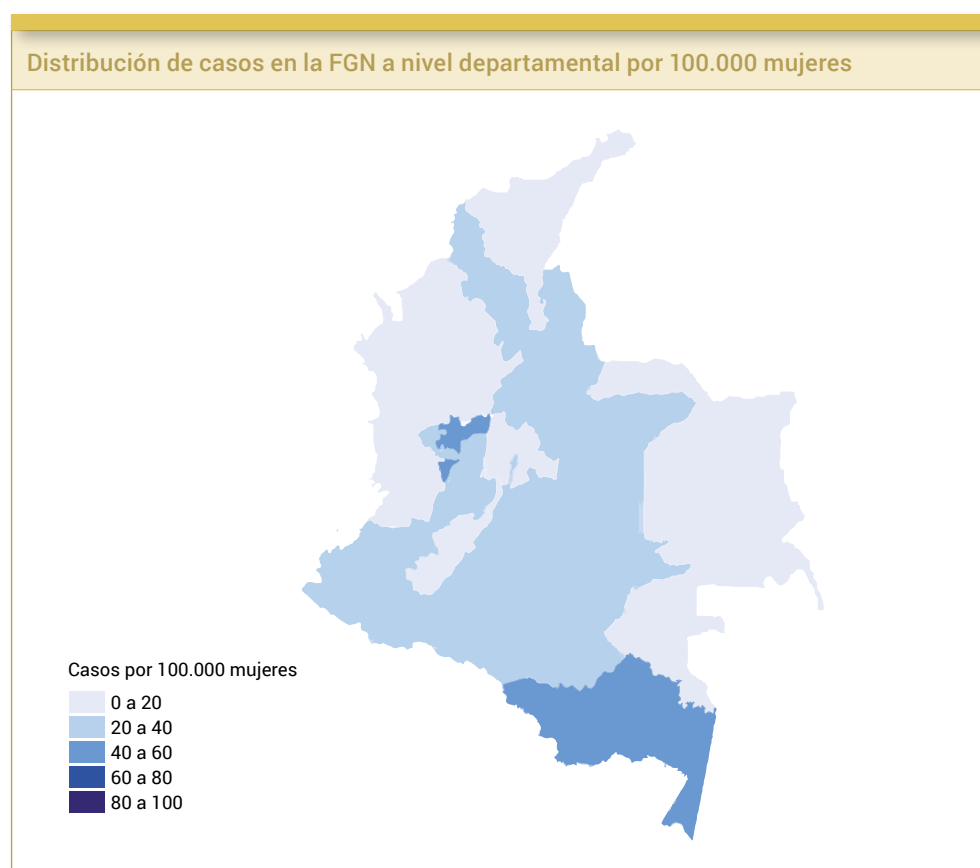 Distribución de casos en la FGN a nivel departamental por 100.000 mujeres
Casos por 100.000 mujeres
0 a 20
20 a 40
40 a 60
60 a 80
80 a 100